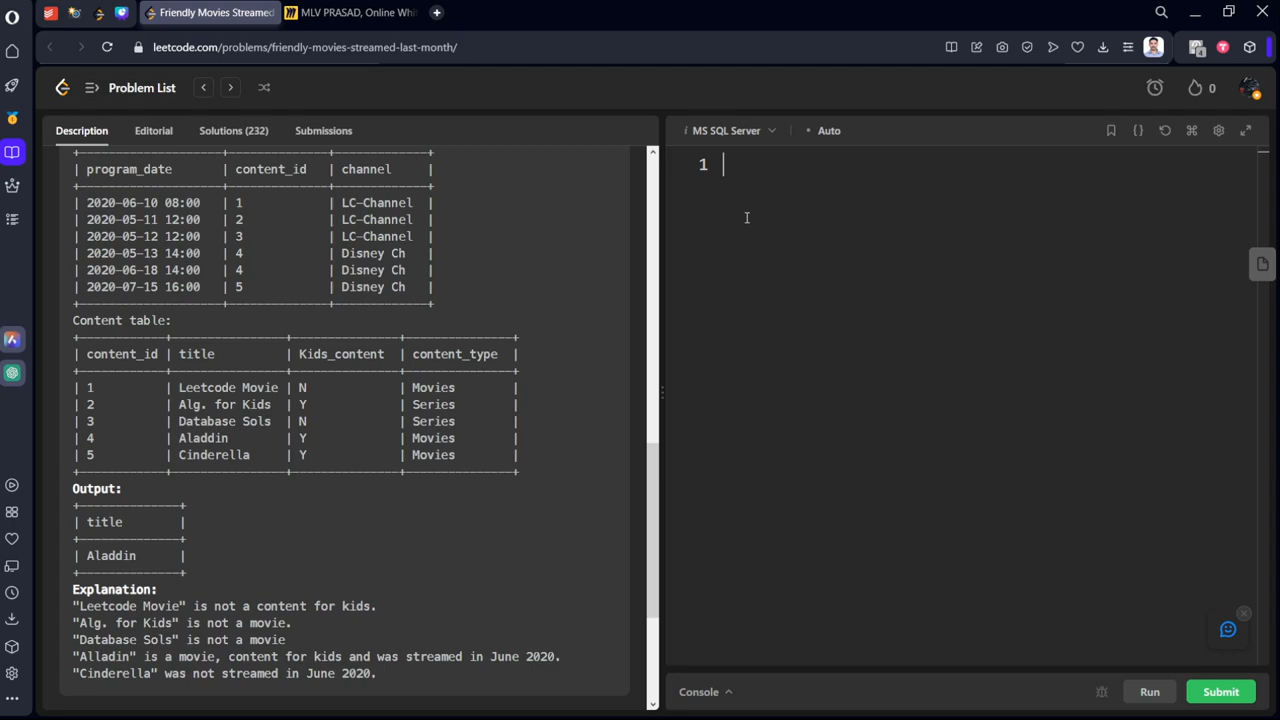 Friendly Movies Streamed
MLV PRASAD, Online Whi
leetcode.com/problems/friendly-movies-streamed-last-month/
4
Problem List
0
Description Editorial Solutions (232) Submissions
MS SQL Server Auto
1
| program_date | content_id | channel |
| 2020-06-10 08:00 | 1 | LC-Channel |
| 2020-05-11 12:00 | 2 | LC-Channel |
| 2020-05-12 12:00 | 3 | LC-Channel |
| 2020-05-13 14:00 | 4 | Disney Ch |
| 2020-06-18 14:00 | 4 | Disney Ch |
| 2020-07-15 16:00 | 5 | Disney Ch |
Content table:
| content_id | title | Kids_content | content_type |
| 1 | Leetcode Movie | N | Movies |
| 2 | Alg. for Kids | Y | Series |
| 3 | Database Sols | N | Series |
| 4 | Aladdin | Y | Movies |
| 5 | Cinderella | Y | Movies |
Output:
| title |
| Aladdin |
Explanation:
"Leetcode Movie" is not a content for kids.
"Alg. for Kids" is not a movie.
"Database Sols" is not a movie
"Alladin" is a movie, content for kids and was streamed in June 2020.
"Cinderella" was not streamed in June 2020.
Console Run Submit